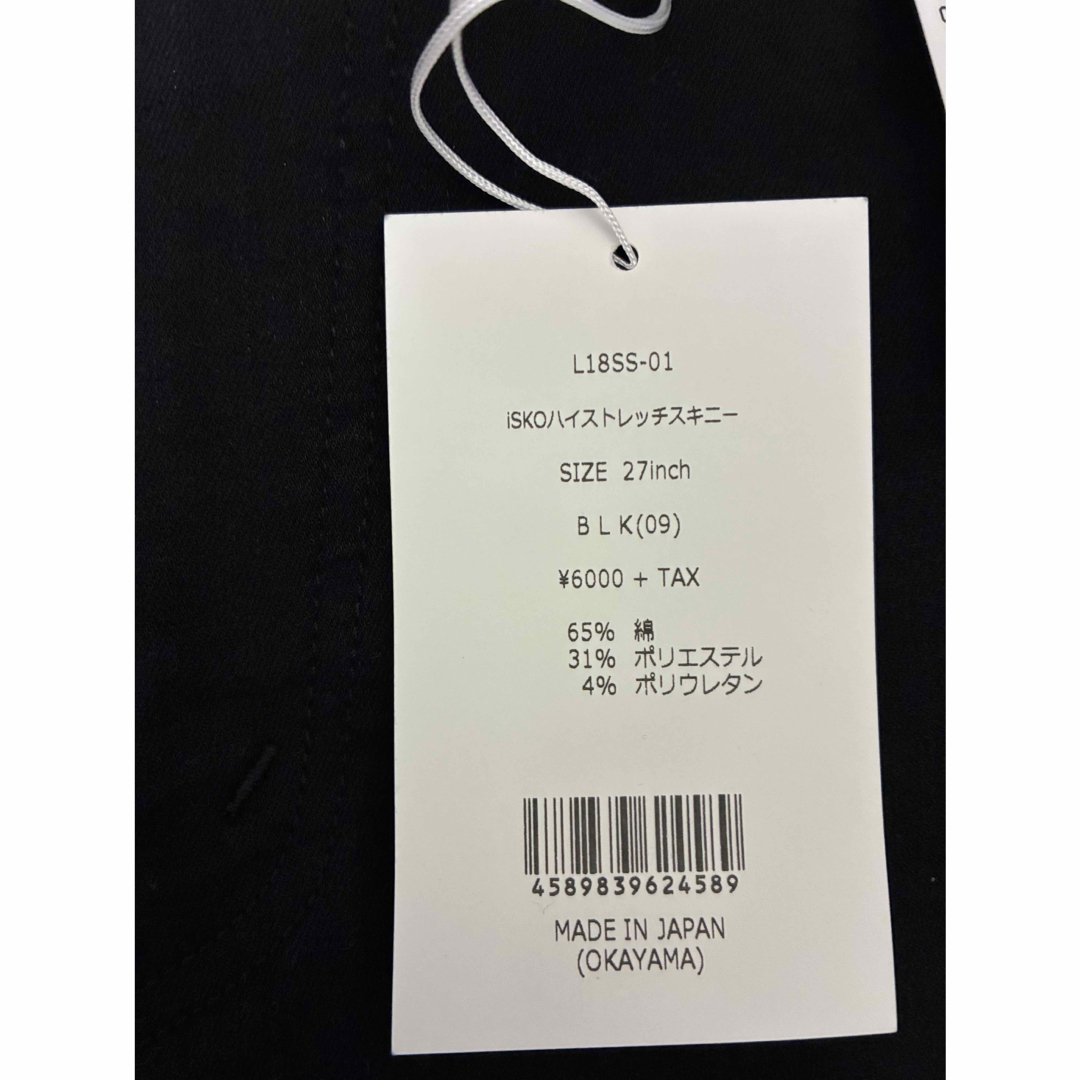 L18SS-01
iSKOハイストレッチスキニー
SIZE 27inch
B L K(09)
¥6000 + TAX
65% 綿
31% ポリエステル
4% ポリウレタン
4589839624589
MADE IN JAPAN
(OKAYAMA)